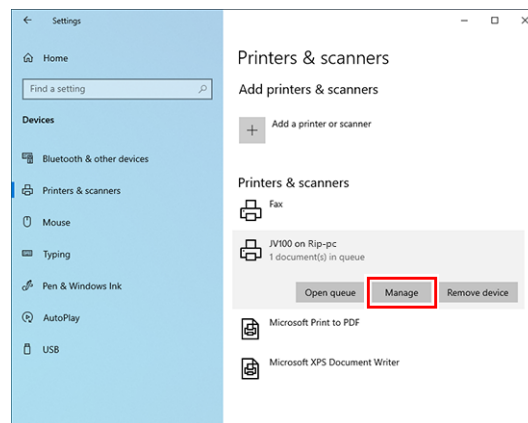 Settings
Home
Find a setting
Devices
Bluetooth & other devices
Printers & scanners
Mouse
Typing
Pen & Windows Ink
AutoPlay
USB
Printers & scanners
Add printers & scanners
Add a printer or scanner
Printers & scanners
Fax
JV100 on Rip-pc
1 document(s) in queue
Open queue Manage Remove device
Microsoft Print to PDF
Microsoft XPS Document Writer